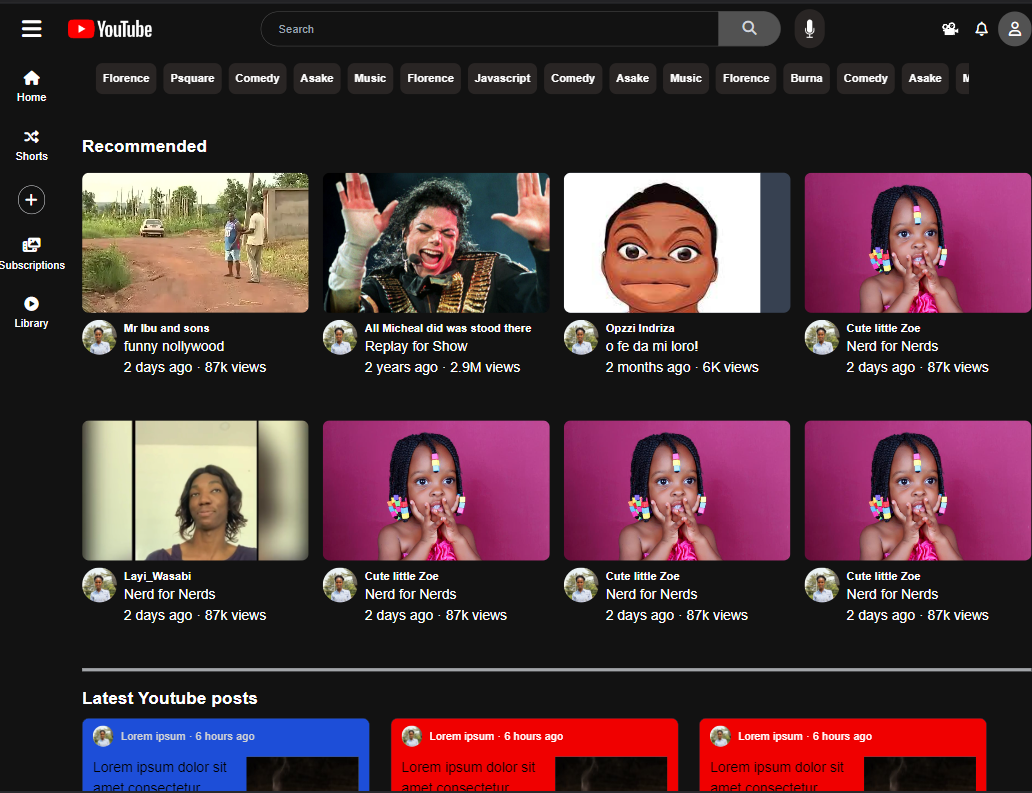 YouTube
Search
Florence Psquare Comedy Asake Music Florence Javascript Comedy Asake Music Florence Burna Comedy Asake M
Home
Shorts
Subscriptions
Library
Recommended
Mr Ibu and sons
funny nollywood
2 days ago · 87k views
All Micheal did was stood there
Replay for Show
2 years ago · 2.9M views
Opzzi Indriza
o fe da mi loro!
2 months ago · 6K views
Cute little Zoe
Nerd for Nerds
2 days ago · 87k views
Layi_Wasabi
Nerd for Nerds
2 days ago · 87k views
Cute little Zoe
Nerd for Nerds
2 days ago · 87k views
Cute little Zoe
Nerd for Nerds
2 days ago · 87k views
Cute little Zoe
Nerd for Nerds
2 days ago · 87k views
Latest Youtube posts
Lorem ipsum · 6 hours ago
Lorem ipsum dolor sit
amet consectetur
Lorem ipsum · 6 hours ago
Lorem ipsum dolor sit
amet consectetur
Lorem ipsum · 6 hours ago
Lorem ipsum dolor sit
amet consectetur